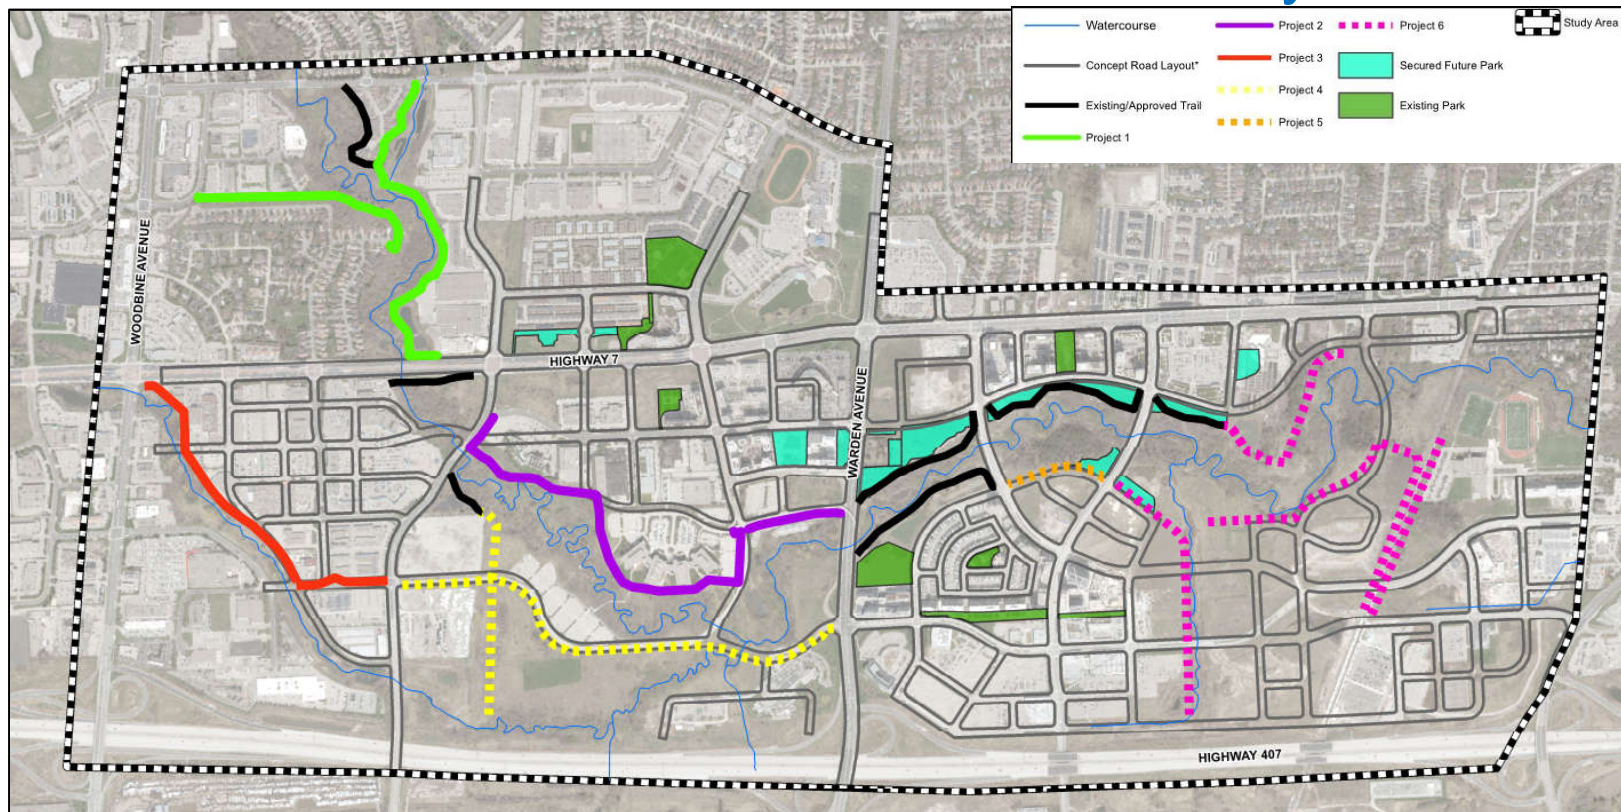 Watercourse
Project 2
Project 6
Study Area
Concept Road Layout*
Project 3
Secured Future Park
Project 4
Existing/Approved Trail
Project 5
Existing Park
Project 1
WOODBINE AVENUE
HIGHWAY 7
WARDEN AVENUE
HIGHWAY 407